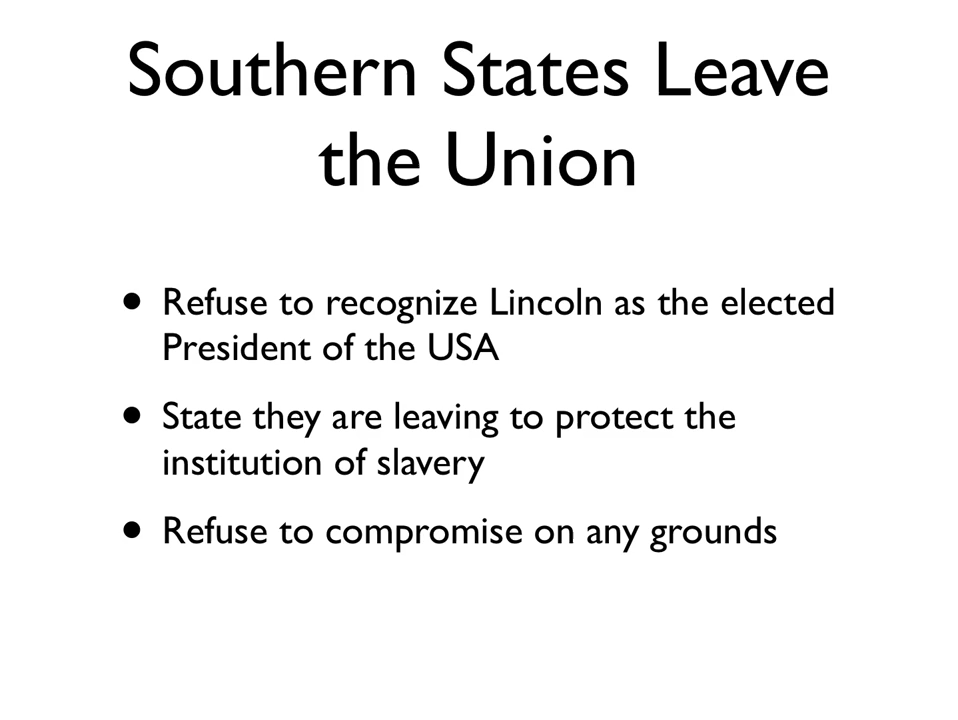 Southern States Leave
the Union
• Refuse to recognize Lincoln as the elected
President of the USA
• State they are leaving to protect the
institution of slavery
• Refuse to compromise on any grounds